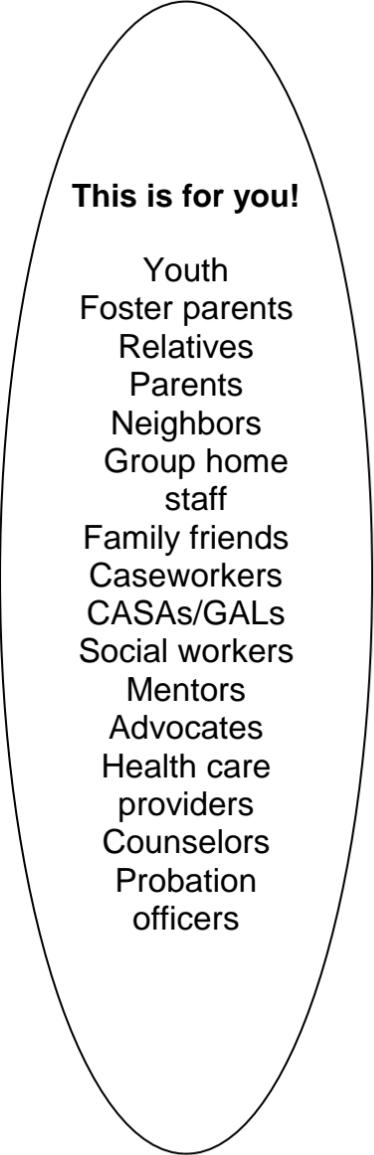 This is for you!
Youth
Foster parents
Relatives
Parents
Neighbors
Group home
staff
Family friends
Caseworkers
CASAs/GALs
Social workers
Mentors
Advocates
Health care
providers
Counselors
Probation
officers